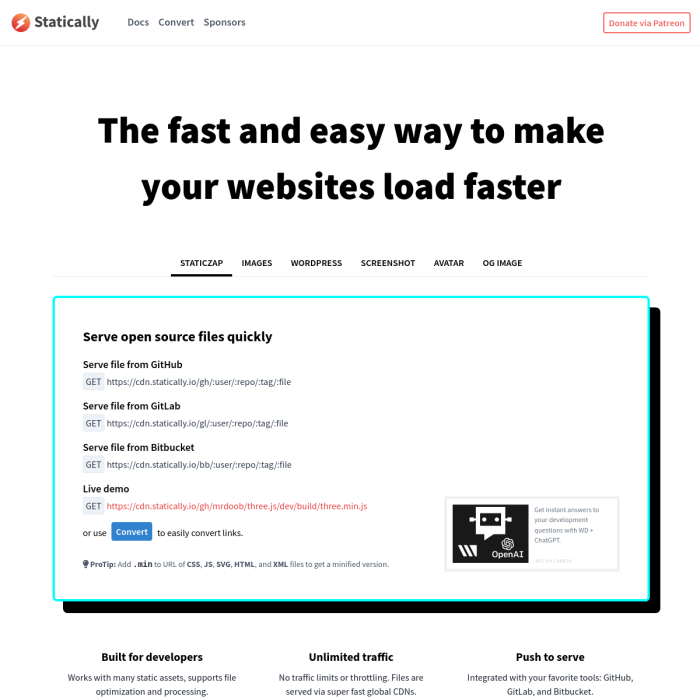 Statically
Docs Convert Sponsors
Donate via Patreon
The fast and easy way to make
your websites load faster
STATICZAP IMAGES WORDPRESS SCREENSHOT AVATAR OG IMAGE
Serve open source files quickly
Serve file from GitHub
GET https://cdn.statically.io/gh/:user/:repo/:tag/:file
Serve file from GitLab
GET https://cdn.statically.io/gl/:user/:repo/:tag/:file
Serve file from Bitbucket
GET https://cdn.statically.io/bb/:user/:repo/:tag/:file
Live demo
GET https://cdn.statically.io/gh/mrdoob/three.js/dev/build/three.min.js
or use Convert to easily convert links.
ProTip: Add .min to URL of CSS, JS, SVG, HTML, and XML files to get a minified version.
OpenAI
Get instant answers to
your development
questions with WD +
ChatGPT.
ADS VIA CARBON
Built for developers
Works with many static assets, supports file
optimization and processing.
Unlimited traffic
No traffic limits or throttling. Files are
served via super fast global CDNs.
Push to serve
Integrated with your favorite tools: GitHub,
GitLab, and Bitbucket.